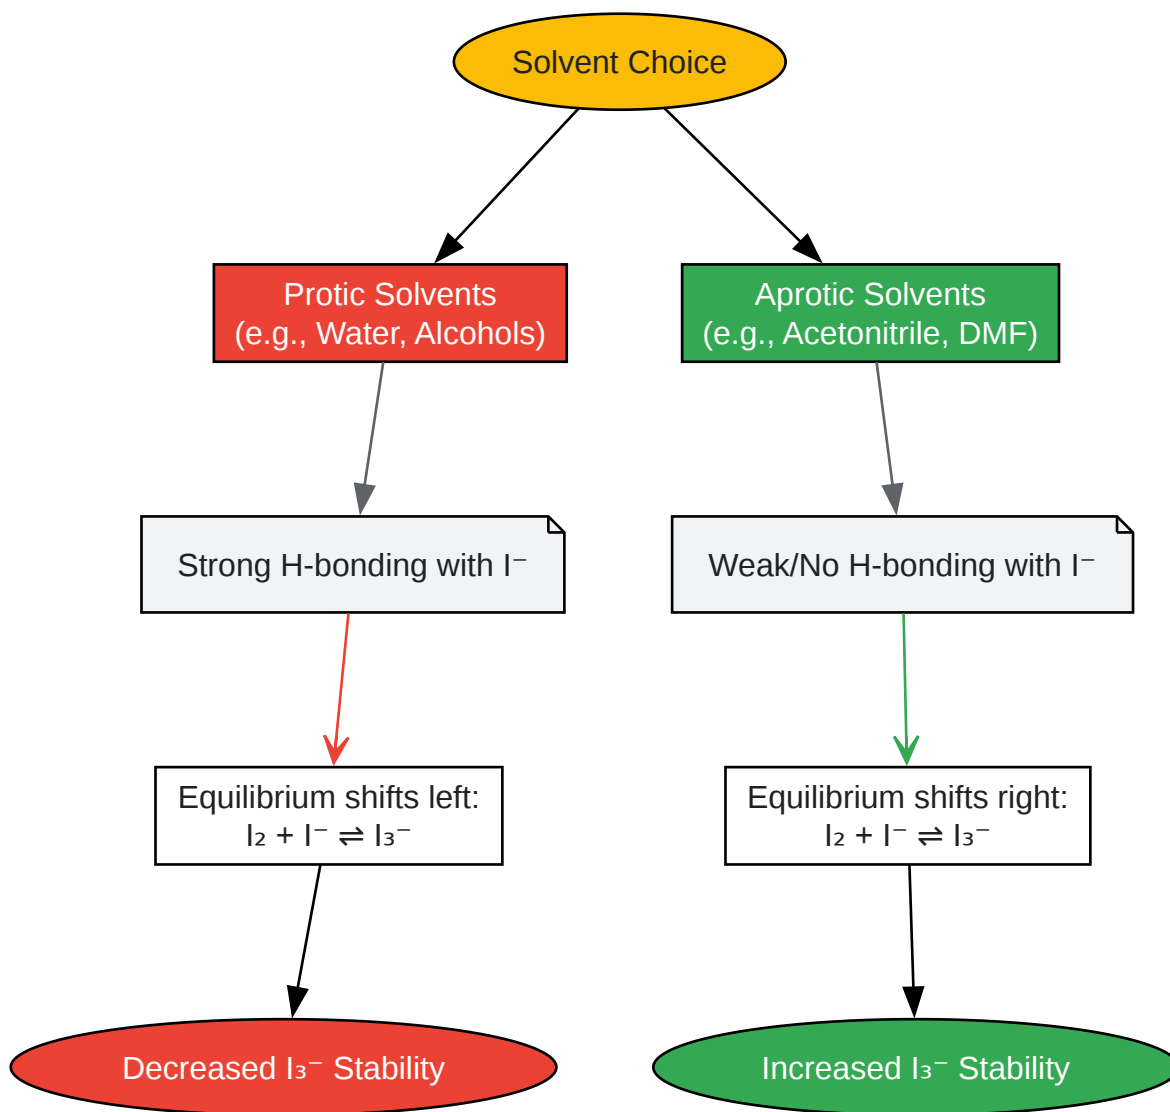 Solvent Choice
Protic Solvents
(e.g., Water, Alcohols)
Aprotic Solvents
(e.g., Acetonitrile, DMF)
Strong H-bonding with I⁻
Weak/No H-bonding with I⁻
Equilibrium shifts left:
I₂ + I⁻ ⇌ I₃⁻
Equilibrium shifts right:
I₂ + I⁻ ⇌ I₃⁻
Decreased I₃⁻ Stability
Increased I₃⁻ Stability